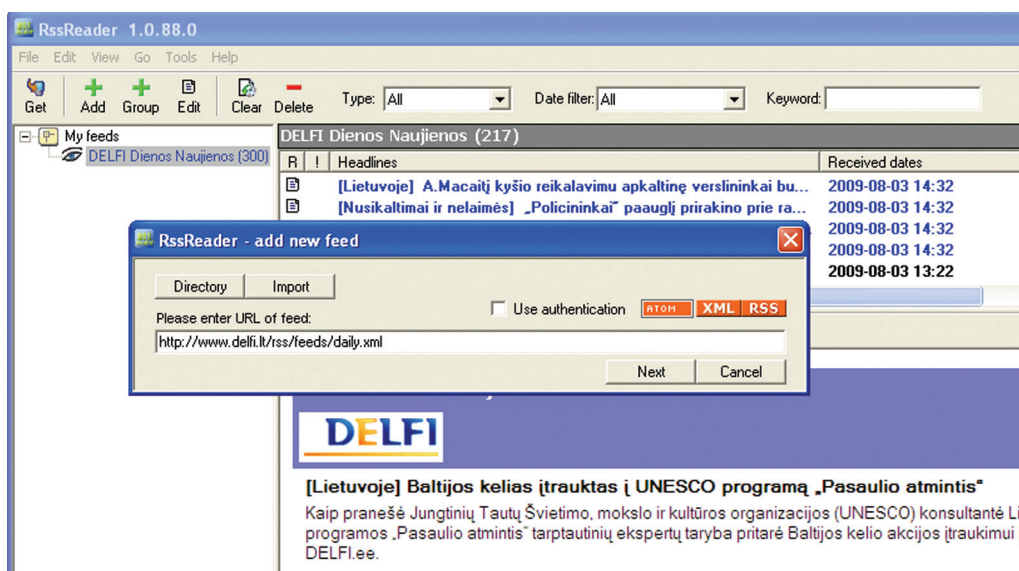 RssReader 1.0.88.0
File Edit View Go Tools Help
Get Add Group Edit Clear Delete Type: All Date filter: All Keyword:
My feeds
DELFI Dienos Naujienos (300)
DELFI Dienos Naujienos (217)
R ! Headlines Received dates
[Lietuvoje] A.Macaitį kyšio reikalavimu apkaltinę verslininkai bu... 2009-08-03 14:32
[Nusikaltimai ir nelaimės] „Policininkai“ paauglį prirakino prie ra... 2009-08-03 14:32
2009-08-03 14:32
2009-08-03 14:32
2009-08-03 13:22
RssReader - add new feed
Directory Import
Use authentication ATOM XML RSS
Please enter URL of feed:
http://www.delfi.lt/rss/feeds/daily.xml
Next Cancel
DELFI
[Lietuvoje] Baltijos kelias įtrauktas į UNESCO programą „Pasaulio atmintis“
Kaip pranešė Jungtinių Tautų Švietimo, mokslo ir kultūros organizacijos (UNESCO) konsultantė Li
programos „Pasaulio atmintis“ tarptautinių ekspertų taryba pritarė Baltijos kelio akcijos įtraukimui
DELFI.ee.